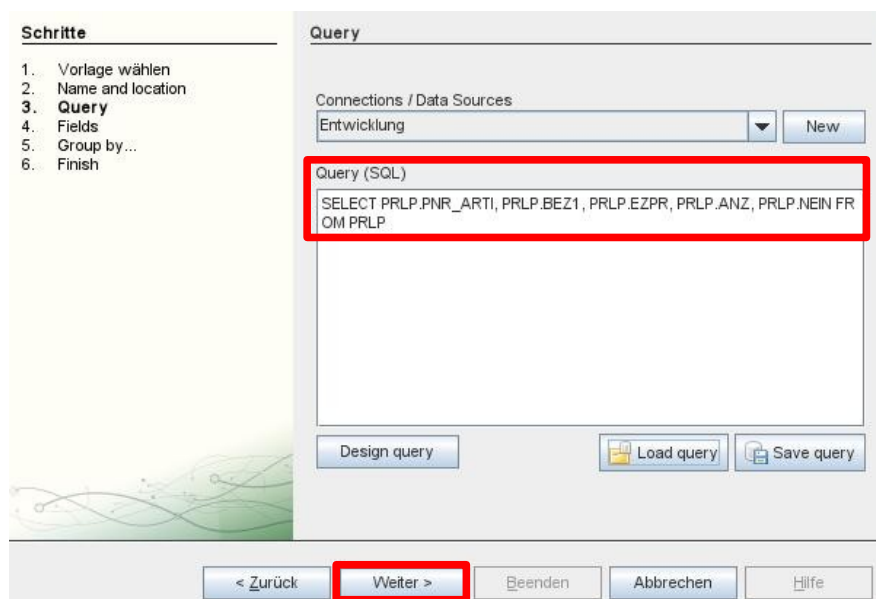 Schritte
1. Vorlage wählen
2. Name and location
3. Query
4. Fields
5. Group by...
6. Finish
Query
Connections / Data Sources
Entwicklung
New
Query (SQL)
SELECT PRLP.PNR_ARTI, PRLP.BEZ1, PRLP.EZPR, PRLP.ANZ, PRLP.NEIN FR
OM PRLP
Design query
Load query
Save query
< Zurück
Weiter >
Beenden
Abbrechen
Hilfe